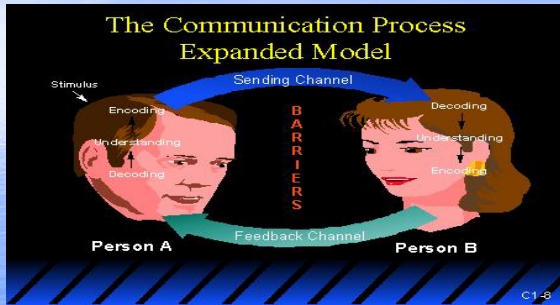 The Communication Process
Expanded Model
Sending Channel
Stimulus
Encoding
Understanding
Decoding
BARRIERS
Decoding
Understanding
Encoding
Feedback Channel
Person A
Person B
C1-8